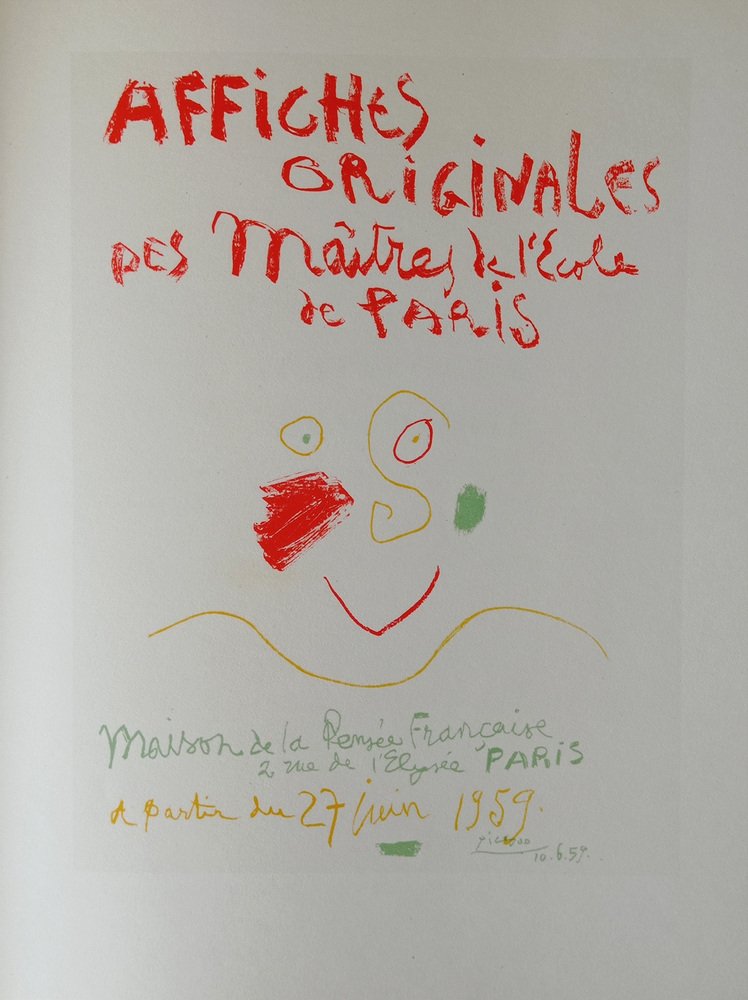 AFFiCHES
ORIGINALES
DES Maîtres de l'Ecole
de PARIS
Maison de la Pensée Française
2 rue de l'Elysée PARIS
A partir du 27 juin 1959.
Picasso
10.6.59.